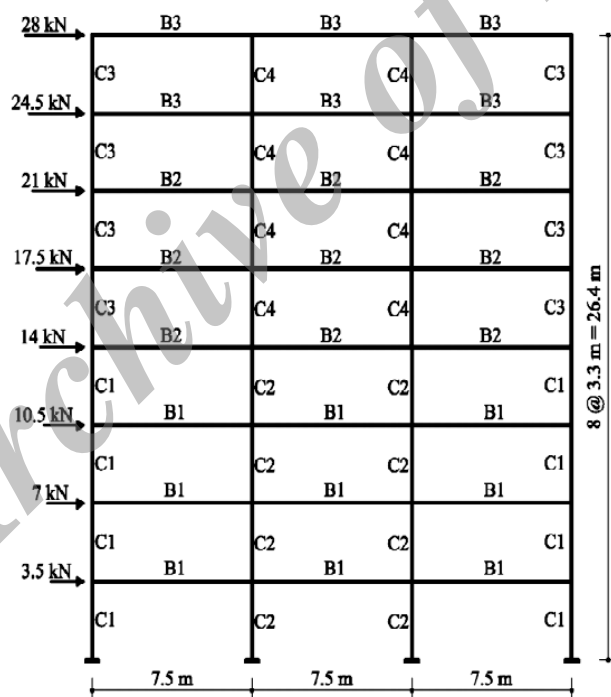 28 kN B3 B3 B3
C3 C4 C4 C3
24.5 kN B3 B3 B3
C3 C4 C4 C3
21 kN B2 B2 B2
C3 C4 C4 C3
17.5 kN B2 B2 B2
C3 C4 C4 C3
14 kN B2 B2 B2
C1 C2 C2 C1
10.5 kN B1 B1 B1
C1 C2 C2 C1
7 kN B1 B1 B1
C1 C2 C2 C1
3.5 kN B1 B1 B1
C1 C2 C2 C1
7.5 m 7.5 m 7.5 m
8 @ 3.3 m = 26.4 m
rchive of